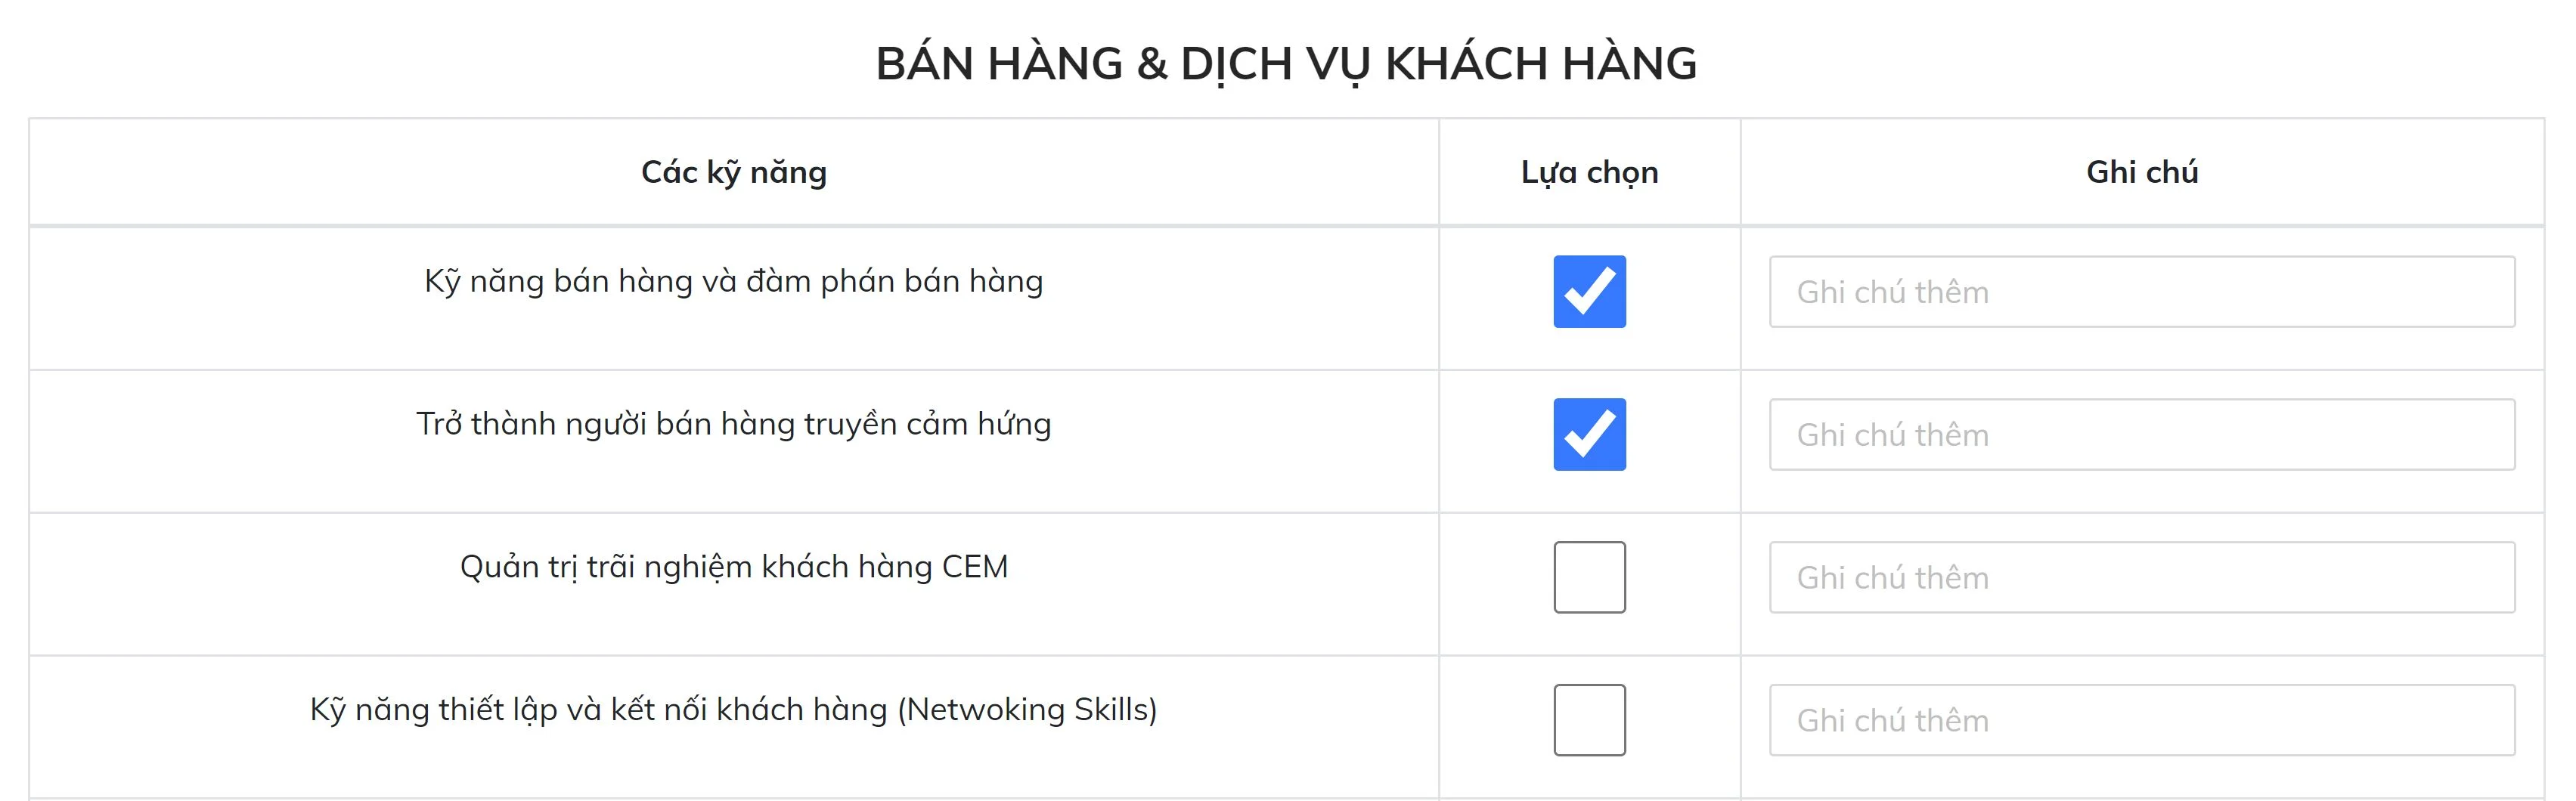 BÁN HÀNG & DỊCH VỤ KHÁCH HÀNG
Các kỹ năng Lựa chọn Ghi chú
Kỹ năng bán hàng và đàm phán bán hàng Ghi chú thêm
Trở thành người bán hàng truyền cảm hứng Ghi chú thêm
Quản trị trãi nghiệm khách hàng CEM Ghi chú thêm
Kỹ năng thiết lập và kết nối khách hàng (Netwoking Skills) Ghi chú thêm